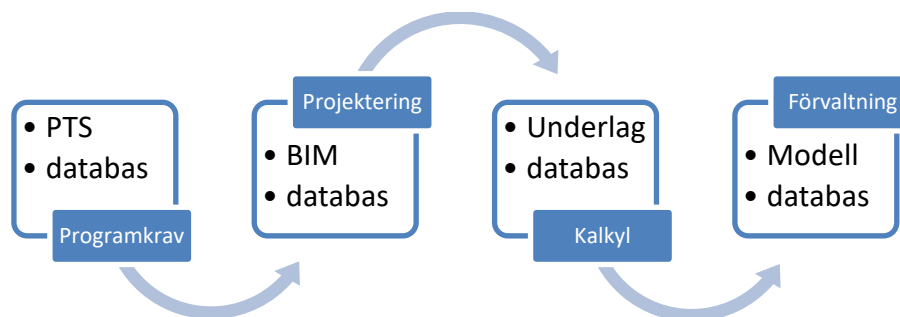 • PTS
• databas
Programkrav
Projektering
• BIM
• databas
• Underlag
• databas
Kalkyl
Förvaltning
• Modell
• databas